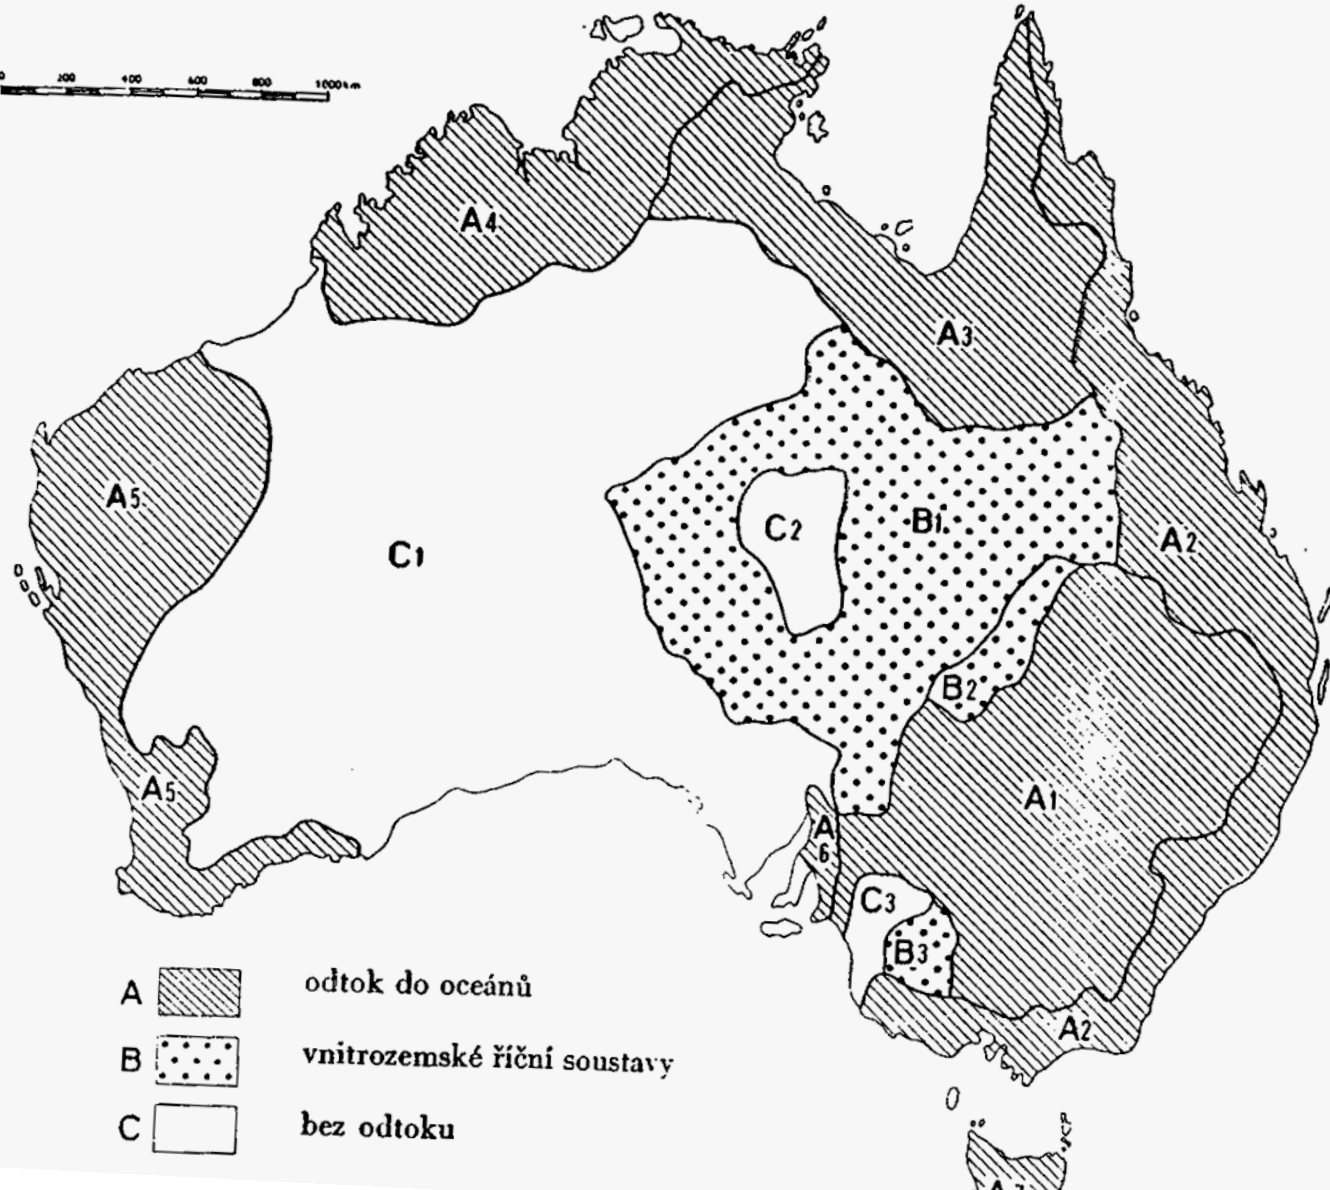 0 200 400 600 800 1000 km
A4
A3
A5
C1
C2
B1
A2
B2
A1
A5
A
6
C3
B3
A2
A odtok do oceánů
B vnitrozemské říční soustavy
C bez odtoku